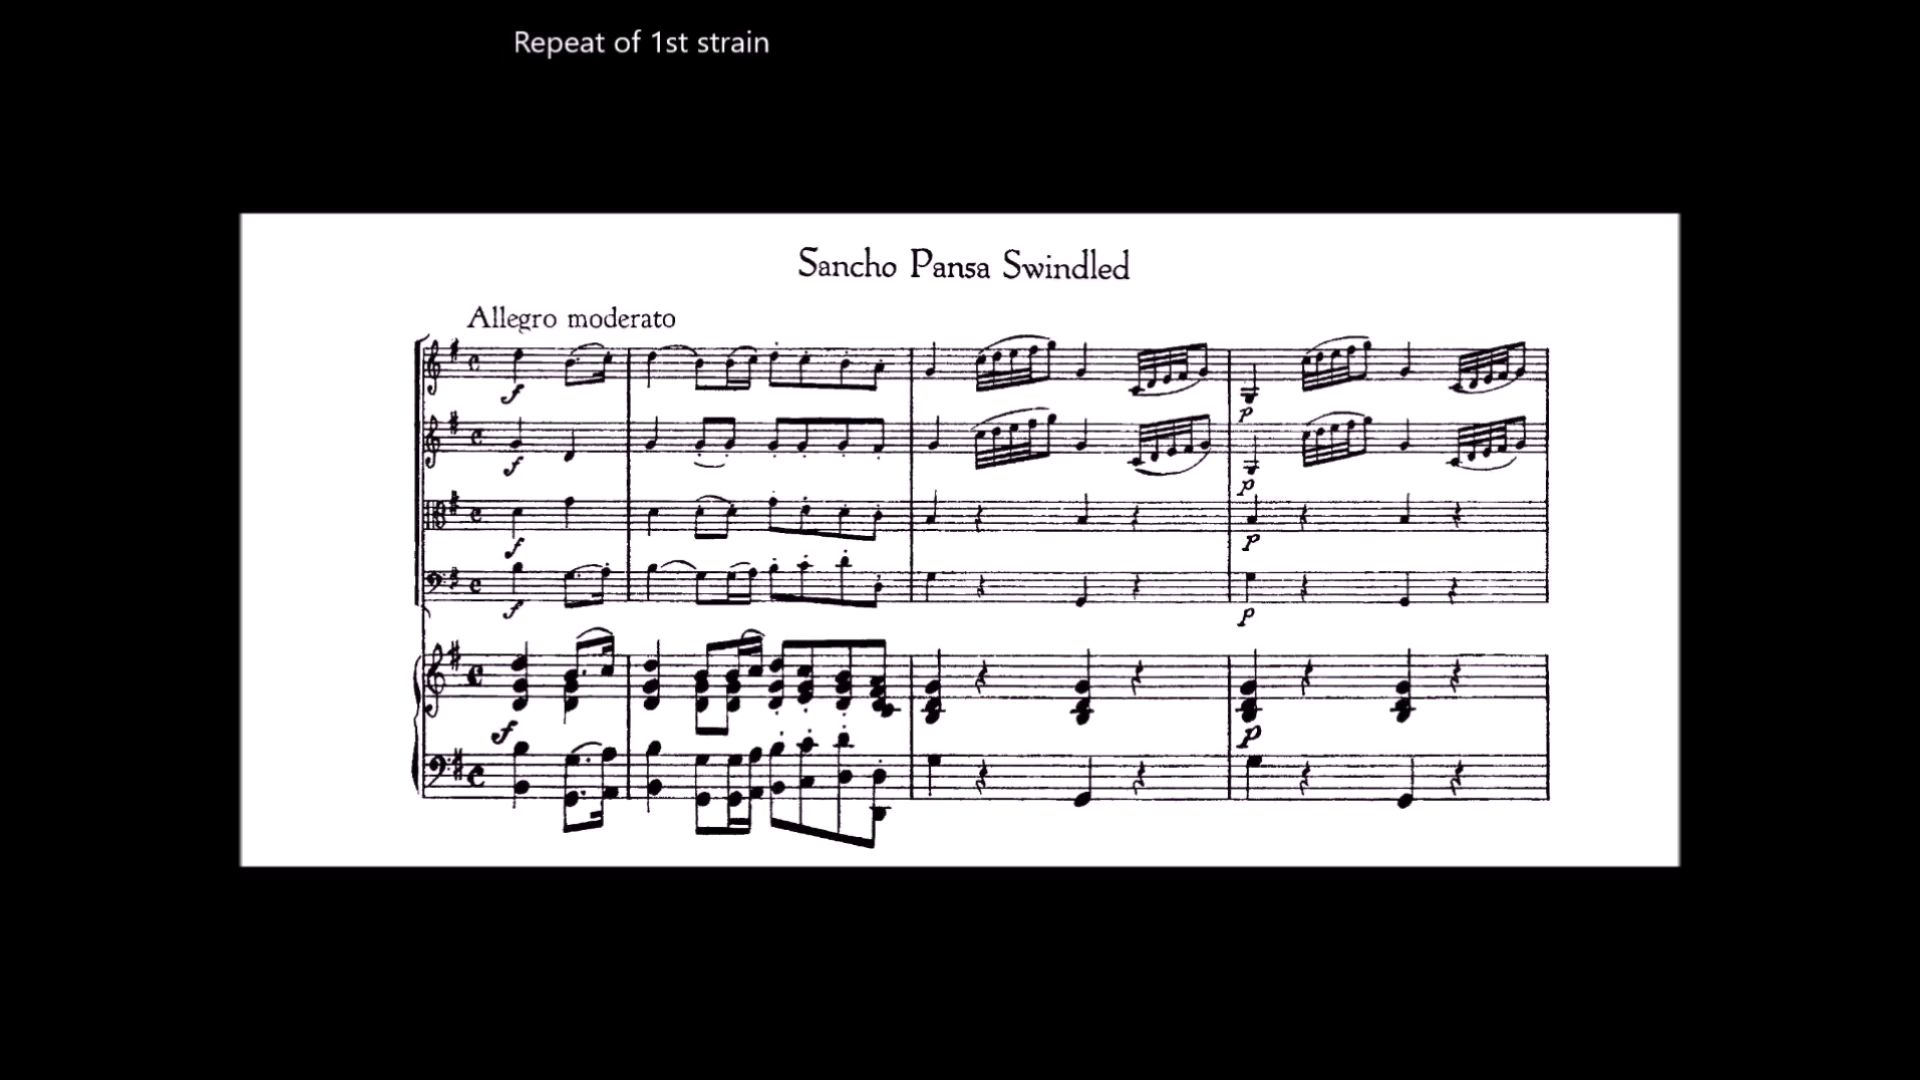 Repeat of 1st strain
Sancho Pansa Swindled
Allegro moderato
f
p
f
p
f
p
f
p
f
p